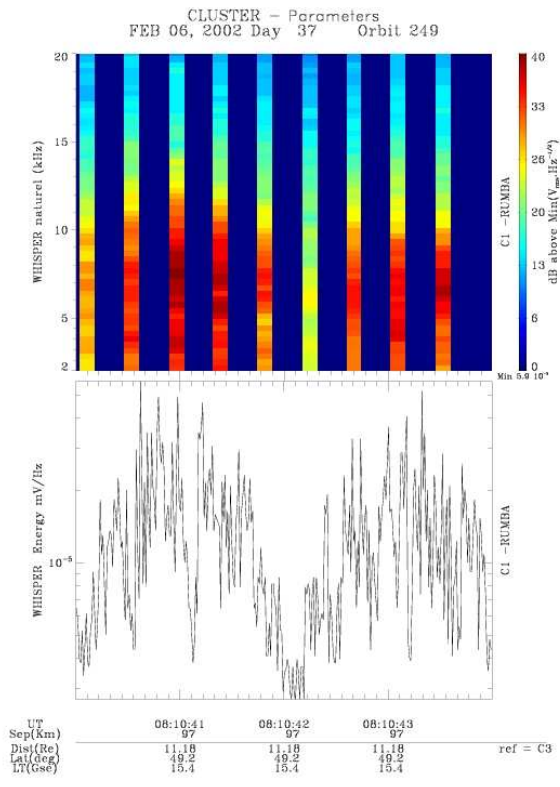 CLUSTER - Parameters
FEB 06, 2002 Day 37 Orbit 249
20
15
10
5
2
WHISPER naturel (kHz)
C1 -RUMBA
40
33
26
20
13
6
0
dB above Min(Vrms.Hz-1/2)
Min 5.9 10-9
10-5
WHISPER Energy mV/Hz
C1 -RUMBA
UT 08:10:41 08:10:42 08:10:43
Sep(Km) 97 97 97
Dist(Re) 11.18 11.18 11.18 ref = C3
Lat(deg) 49.2 49.2 49.2
LT(Gse) 15.4 15.4 15.4